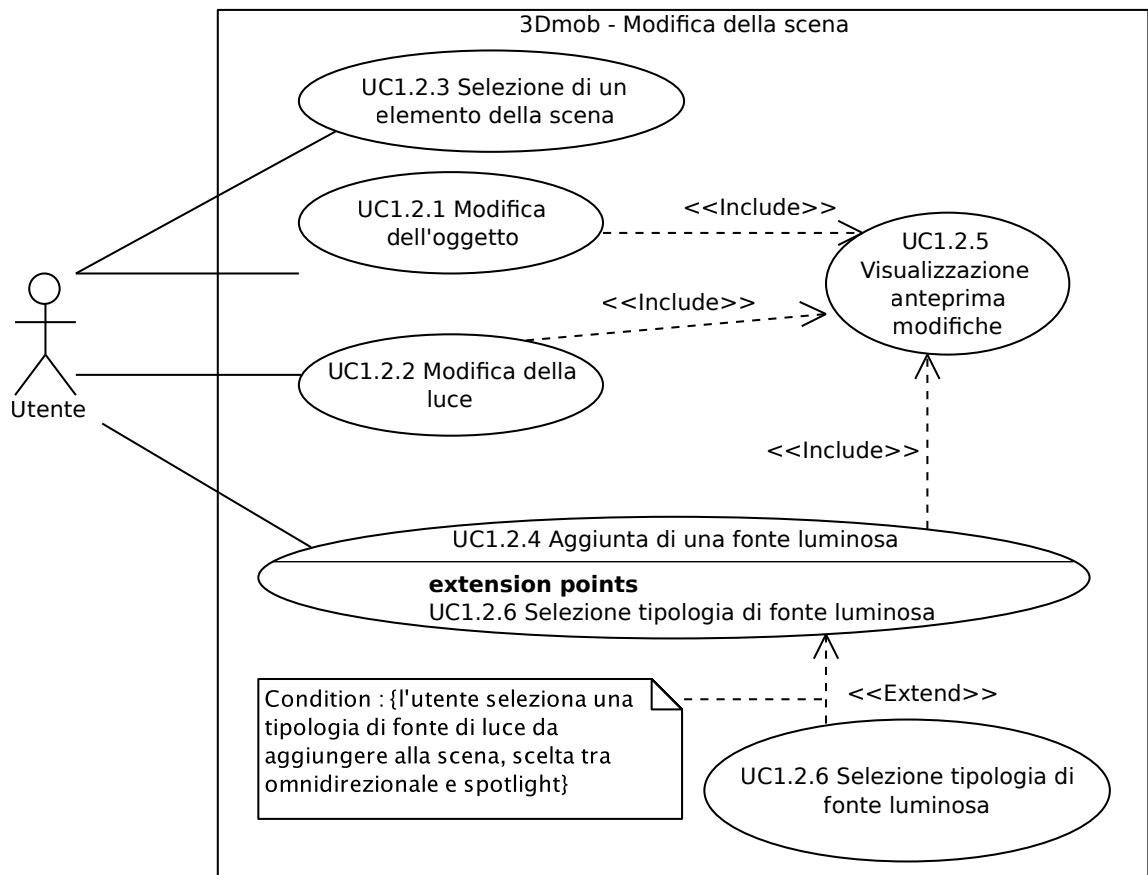 3Dmob - Modifica della scena
UC1.2.3 Selezione di un
elemento della scena
UC1.2.1 Modifica
dell'oggetto
<<Include>>
UC1.2.5
Visualizzazione
anteprima
modifiche
<<Include>>
UC1.2.2 Modifica della
luce
Utente
<<Include>>
UC1.2.4 Aggiunta di una fonte luminosa
extension points
UC1.2.6 Selezione tipologia di fonte luminosa
Condition : {l'utente seleziona una
tipologia di fonte di luce da
aggiungere alla scena, scelta tra
omnidirezionale e spotlight}
<<Extend>>
UC1.2.6 Selezione tipologia di
fonte luminosa